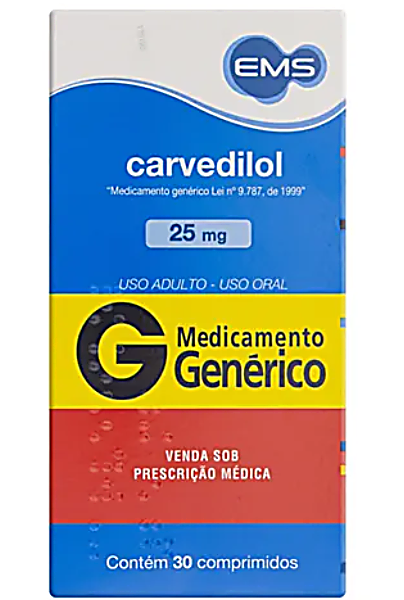 EMS
carvedilol
"Medicamento genérico Lei nº 9.787, de 1999"
25 mg
USO ADULTO - USO ORAL
G Medicamento
Genérico
VENDA SOB
PRESCRIÇÃO MÉDICA
Contém 30 comprimidos